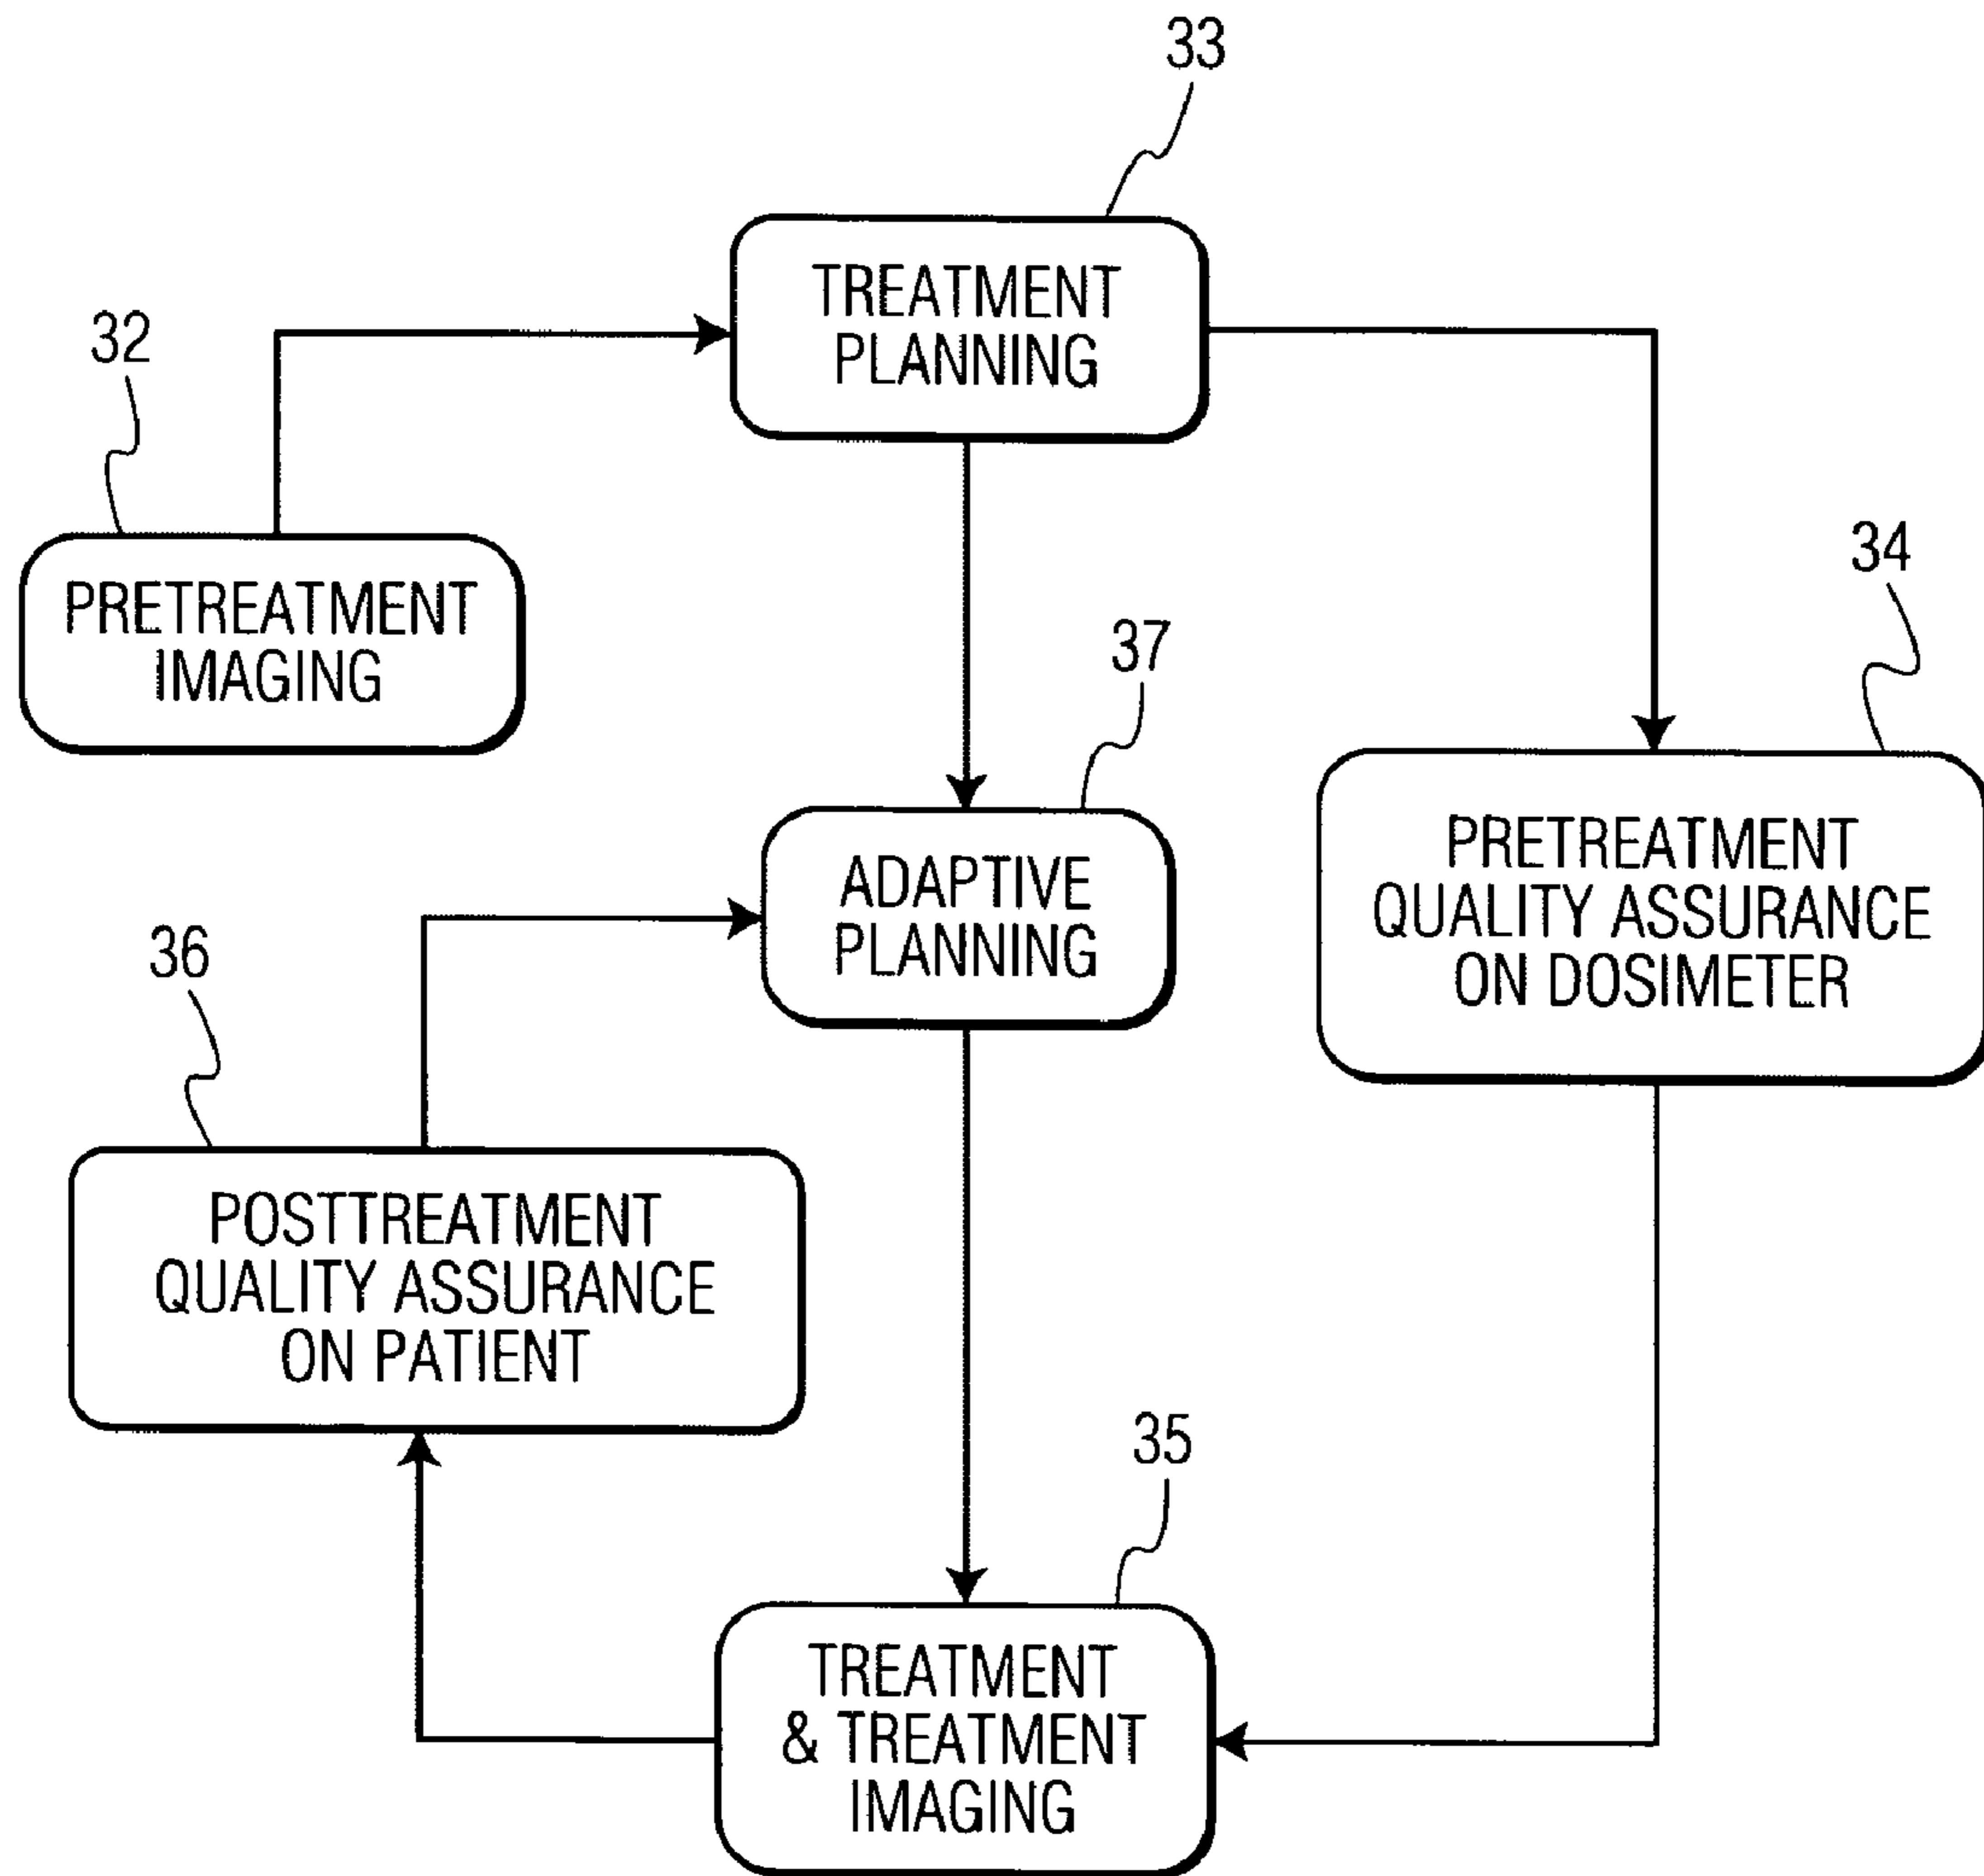 33
TREATMENT
PLANNING
32
PRETREATMENT
IMAGING
34
PRETREATMENT
QUALITY ASSURANCE
ON DOSIMETER
37
ADAPTIVE
PLANNING
36
POSTTREATMENT
QUALITY ASSURANCE
ON PATIENT
35
TREATMENT
& TREATMENT
IMAGING